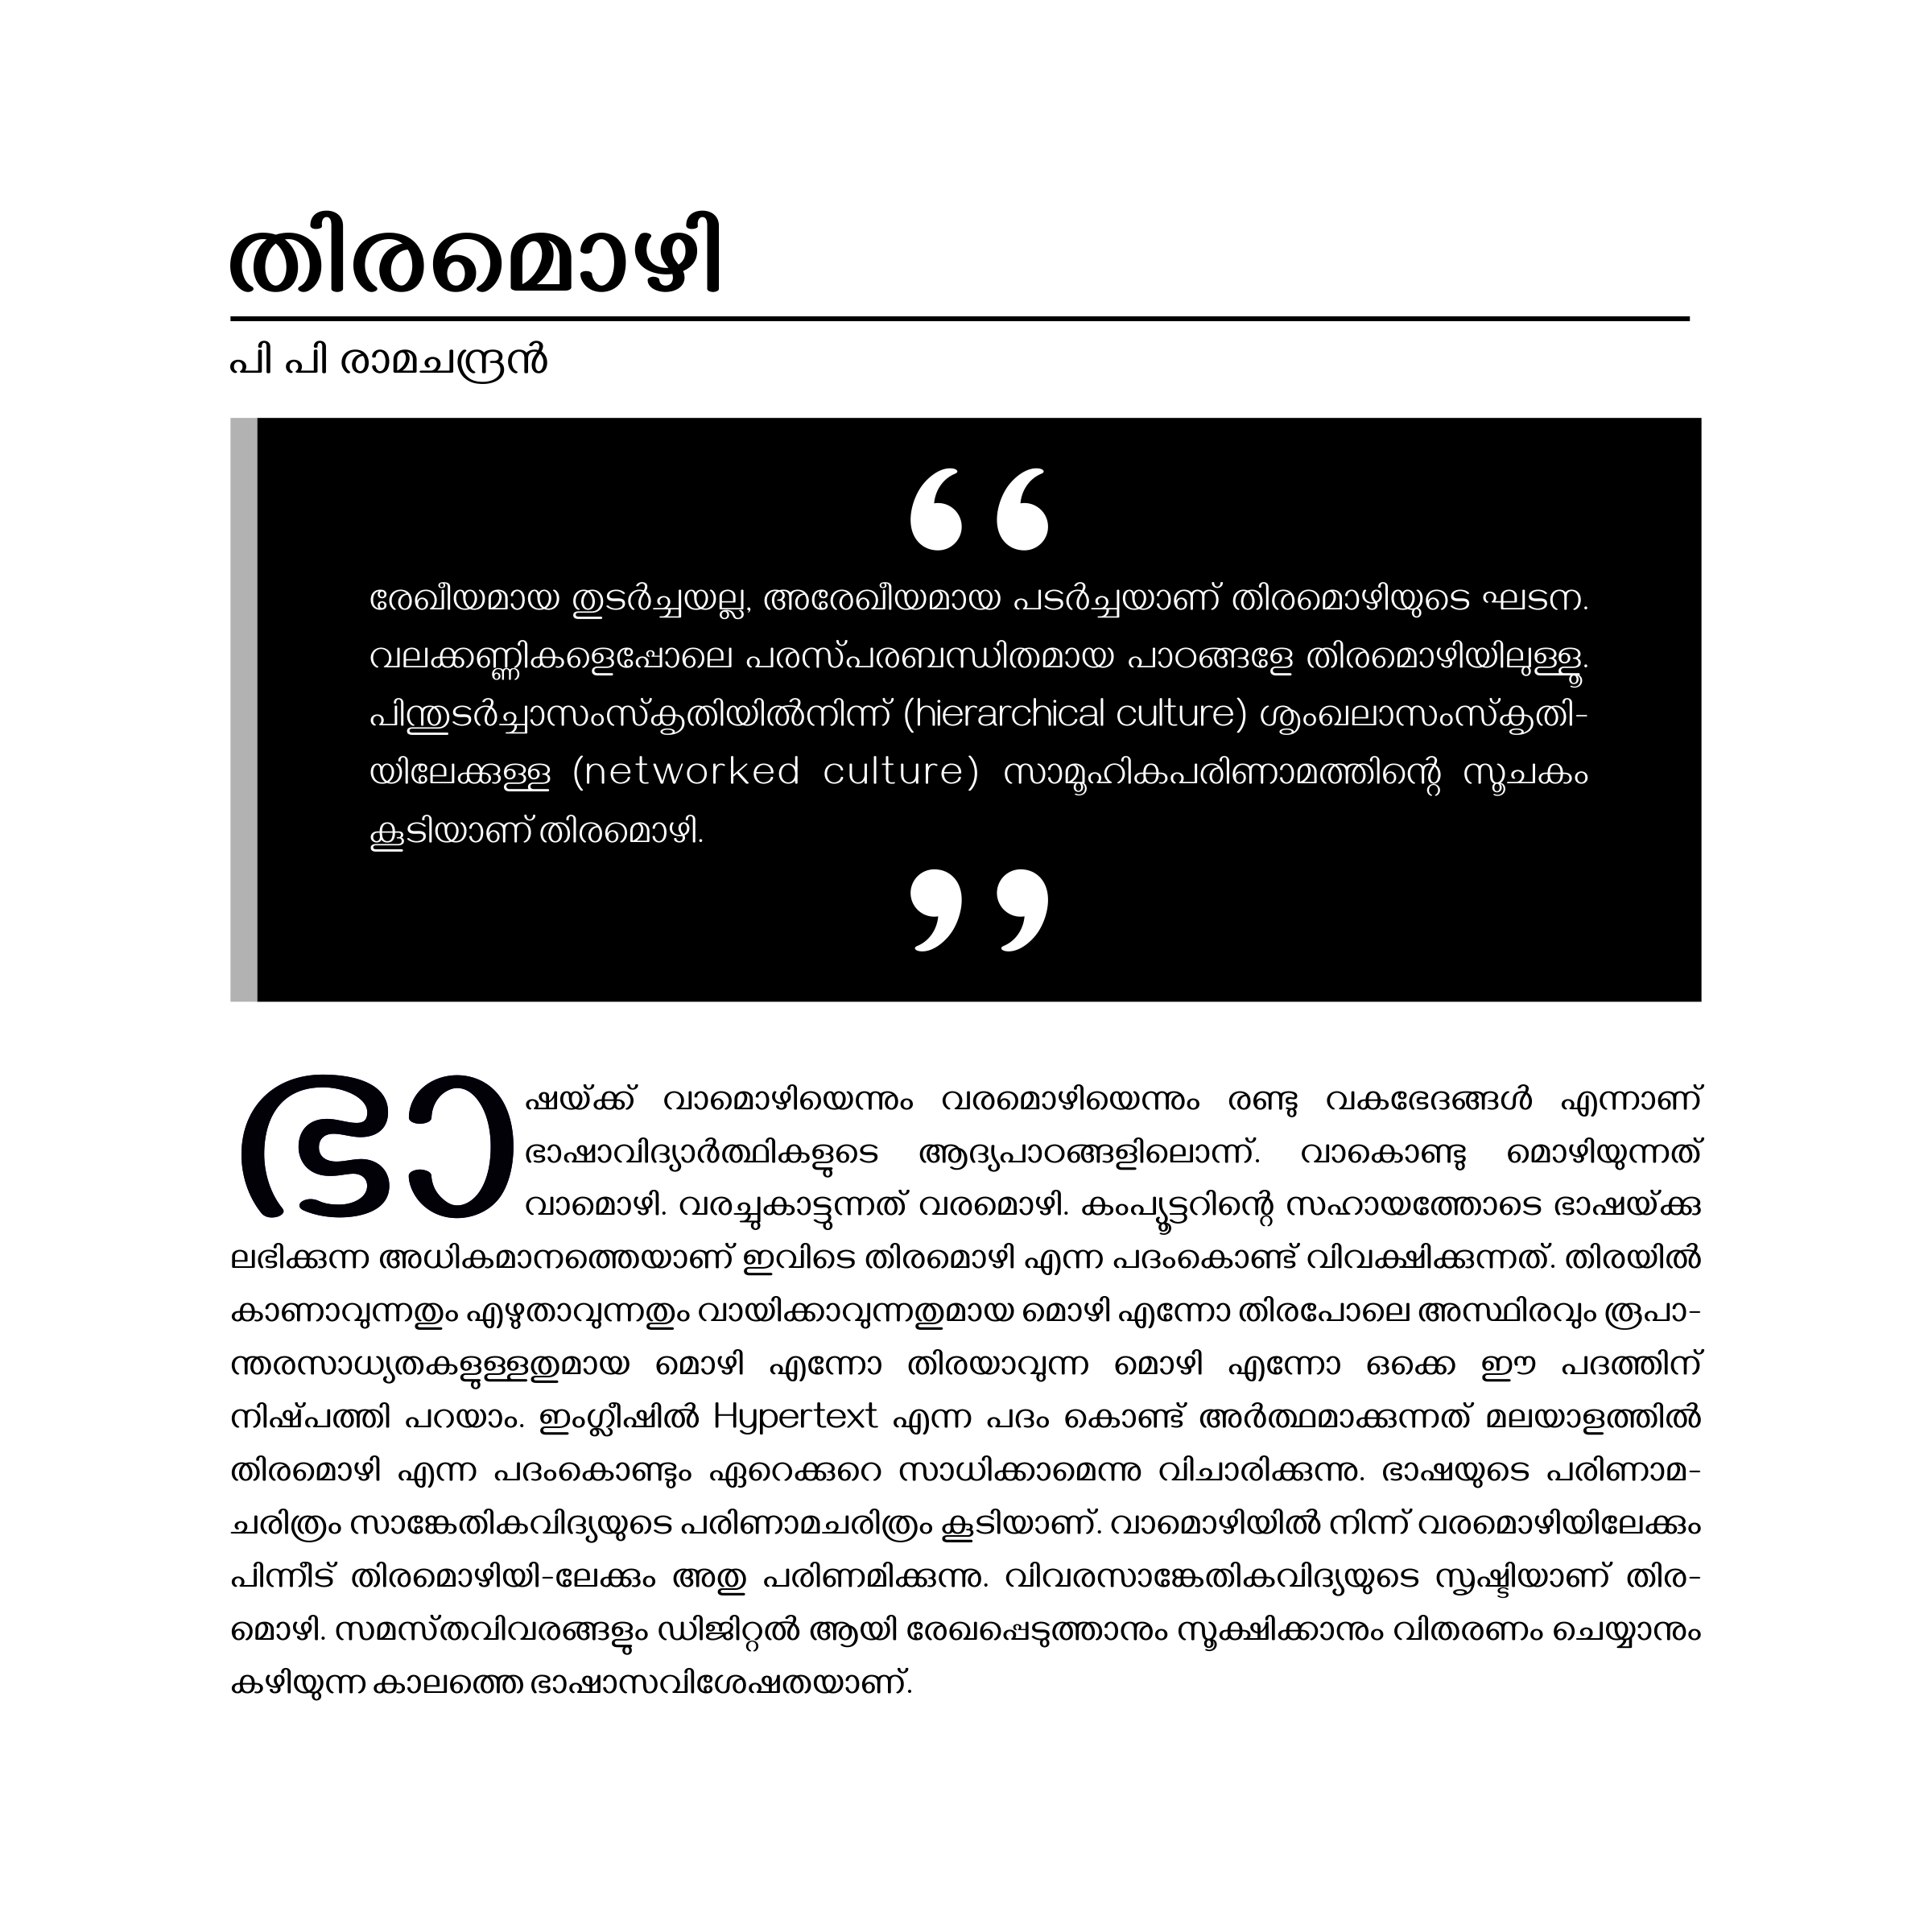 തിരമൊഴി
പി പി രാമചന്ദ്രൻ
“
രേഖീയമായ തുടർച്ചയല്ല, അരേഖീയമായ പടർച്ചയാണ് തിരമൊഴിയുടെ ഘടന.
വലക്കണ്ണികളെപ്പോലെ പരസ്പരബന്ധിതമായ പാഠങ്ങളേ തിരമൊഴിയിലുള്ളൂ.
പിന്തുടർച്ചാസംസ്കൃതിയിൽനിന്ന് (hierarchical culture) ശൃംഖലാസംസ്കൃതി-
യിലേക്കുള്ള (networked culture) സാമൂഹികപരിണാമത്തിന്റെ സൂചകം
കൂടിയാണ് തിരമൊഴി.
”
ഭാഷയ്ക്ക് വാമൊഴിയെന്നും വരമൊഴിയെന്നും രണ്ടു വകഭേദങ്ങൾ എന്നാണ്
ഭാഷാവിദ്യാർത്ഥികളുടെ ആദ്യപാഠങ്ങളിലൊന്ന്. വാകൊണ്ടു മൊഴിയുന്നത്
വാമൊഴി. വരച്ചുകാട്ടുന്നത് വരമൊഴി. കംപ്യൂട്ടറിന്റെ സഹായത്തോടെ ഭാഷയ്ക്കു
ലഭിക്കുന്ന അധികമാനത്തെയാണ് ഇവിടെ തിരമൊഴി എന്ന പദംകൊണ്ട് വിവക്ഷിക്കുന്നത്. തിരയിൽ
കാണാവുന്നതും എഴുതാവുന്നതും വായിക്കാവുന്നതുമായ മൊഴി എന്നോ തിരപോലെ അസ്ഥിരവും രൂപാ-
ന്തരസാധ്യതകളുള്ളതുമായ മൊഴി എന്നോ തിരയാവുന്ന മൊഴി എന്നോ ഒക്കെ ഈ പദത്തിന്
നിഷ്പത്തി പറയാം. ഇംഗ്ലീഷിൽ Hypertext എന്ന പദം കൊണ്ട് അർത്ഥമാക്കുന്നത് മലയാളത്തിൽ
തിരമൊഴി എന്ന പദംകൊണ്ടും ഏറെക്കുറെ സാധിക്കാമെന്നു വിചാരിക്കുന്നു. ഭാഷയുടെ പരിണാമ-
ചരിത്രം സാങ്കേതികവിദ്യയുടെ പരിണാമചരിത്രം കൂടിയാണ്. വാമൊഴിയിൽ നിന്ന് വരമൊഴിയിലേക്കും
പിന്നീട് തിരമൊഴിയി-ലേക്കും അതു പരിണമിക്കുന്നു. വിവരസാങ്കേതികവിദ്യയുടെ സൃഷ്ടിയാണ് തിര-
മൊഴി. സമസ്തവിവരങ്ങളും ഡിജിറ്റൽ ആയി രേഖപ്പെടുത്താനും സൂക്ഷിക്കാനും വിതരണം ചെയ്യാനും
കഴിയുന്ന കാലത്തെ ഭാഷാസവിശേഷതയാണ്.